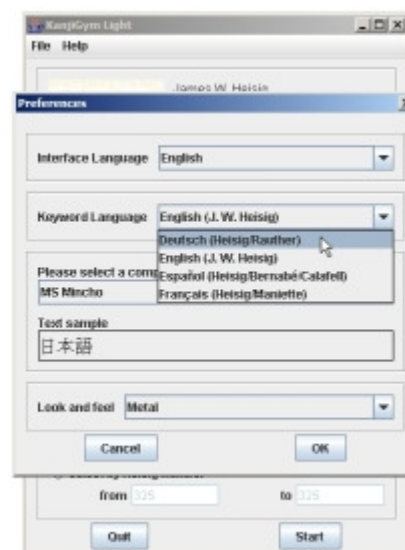 KanjiGym Light
File Help
James W. Heisig
Preferences
Interface Language English
Keyword Language English (J. W. Heisig)
Deutsch (Heisig/Rauther)
English (J. W. Heisig)
Español (Heisig/Bernabé/Calafell)
Français (Heisig/Maniette)
Please select a
MS Mincho
Text sample
日本語
Look and feel Metal
Cancel OK
from 325 to 325
Quit Start